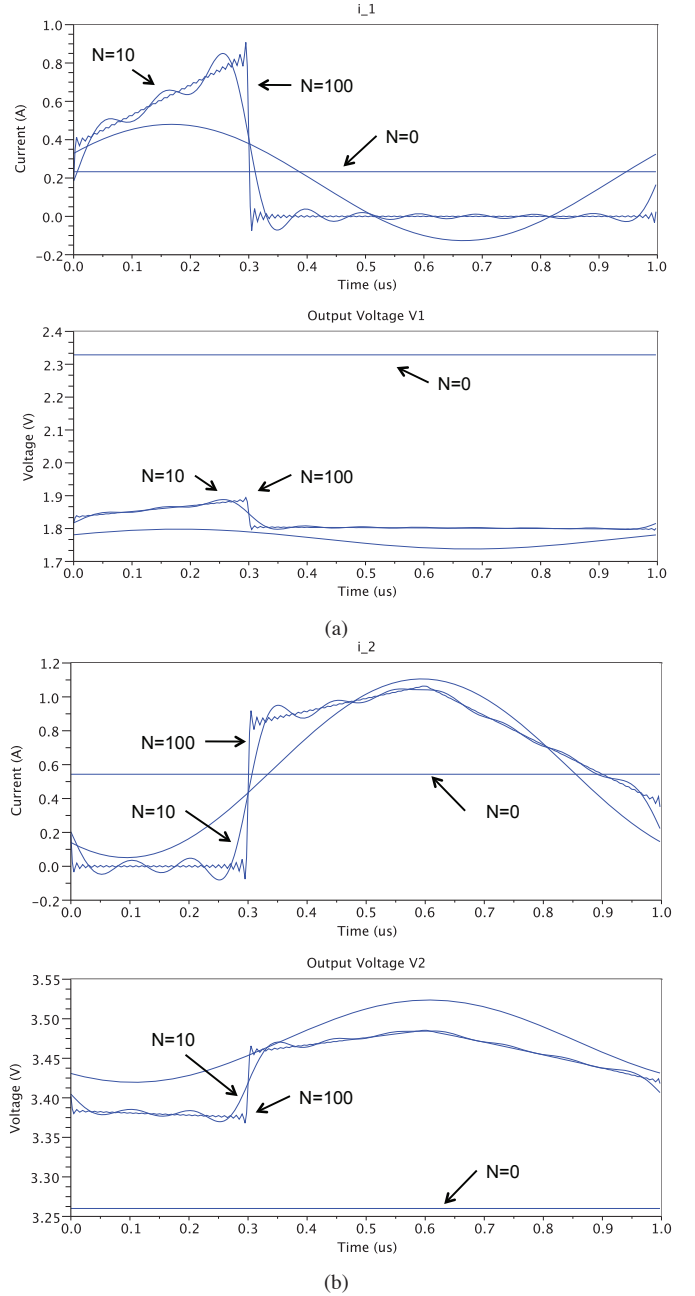 i_1
1.0
N=10
0.8
N=100
0.6
Current (A)
N=0
0.4
0.2
0.0
−0.2
0.0 0.1 0.2 0.3 0.4 0.5 0.6 0.7 0.8 0.9 1.0
Time (us)
Output Voltage V1
2.4
2.3
N=0
2.2
2.1
Voltage (V)
2.0
N=10 N=100
1.9
1.8
1.7
0.0 0.1 0.2 0.3 0.4 0.5 0.6 0.7 0.8 0.9 1.0
Time (us)
(a)
i_2
1.2
1.0
N=100
0.8
Current (A)
0.6
N=10 N=0
0.4
0.2
0.0
−0.2
0.0 0.1 0.2 0.3 0.4 0.5 0.6 0.7 0.8 0.9 1.0
Time (us)
Output Voltage V2
3.55
3.50
N=10
3.45
Voltage (V)
3.40
N=100
3.35
3.30
N=0
3.25
0.0 0.1 0.2 0.3 0.4 0.5 0.6 0.7 0.8 0.9 1.0
Time (us)
(b)